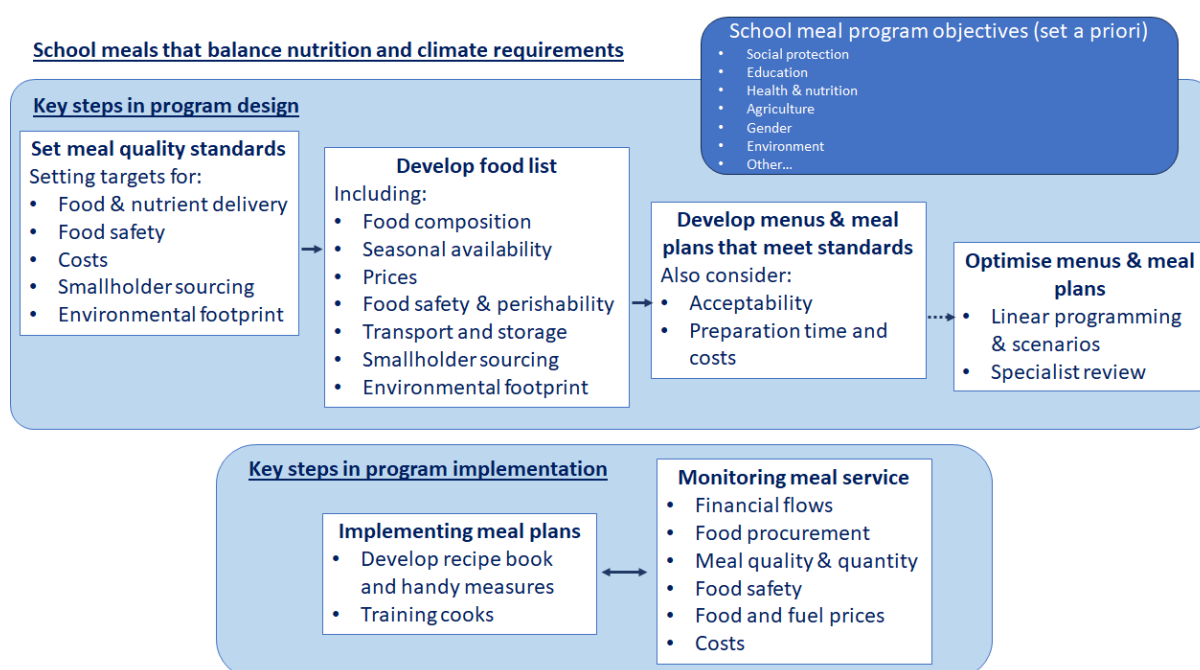 School meals that balance nutrition and climate requirements
School meal program objectives (set a priori)
• Social protection
• Education
• Health & nutrition
• Agriculture
• Gender
• Environment
• Other...
Key steps in program design
Set meal quality standards
Setting targets for:
• Food & nutrient delivery
• Food safety
• Costs
• Smallholder sourcing
• Environmental footprint
Develop food list
Including:
• Food composition
• Seasonal availability
• Prices
• Food safety & perishability
• Transport and storage
• Smallholder sourcing
• Environmental footprint
Develop menus & meal
plans that meet standards
Also consider:
• Acceptability
• Preparation time and
costs
Optimise menus & meal
plans
• Linear programming
& scenarios
• Specialist review
Key steps in program implementation
Implementing meal plans
• Develop recipe book
and handy measures
• Training cooks
Monitoring meal service
• Financial flows
• Food procurement
• Meal quality & quantity
• Food safety
• Food and fuel prices
• Costs